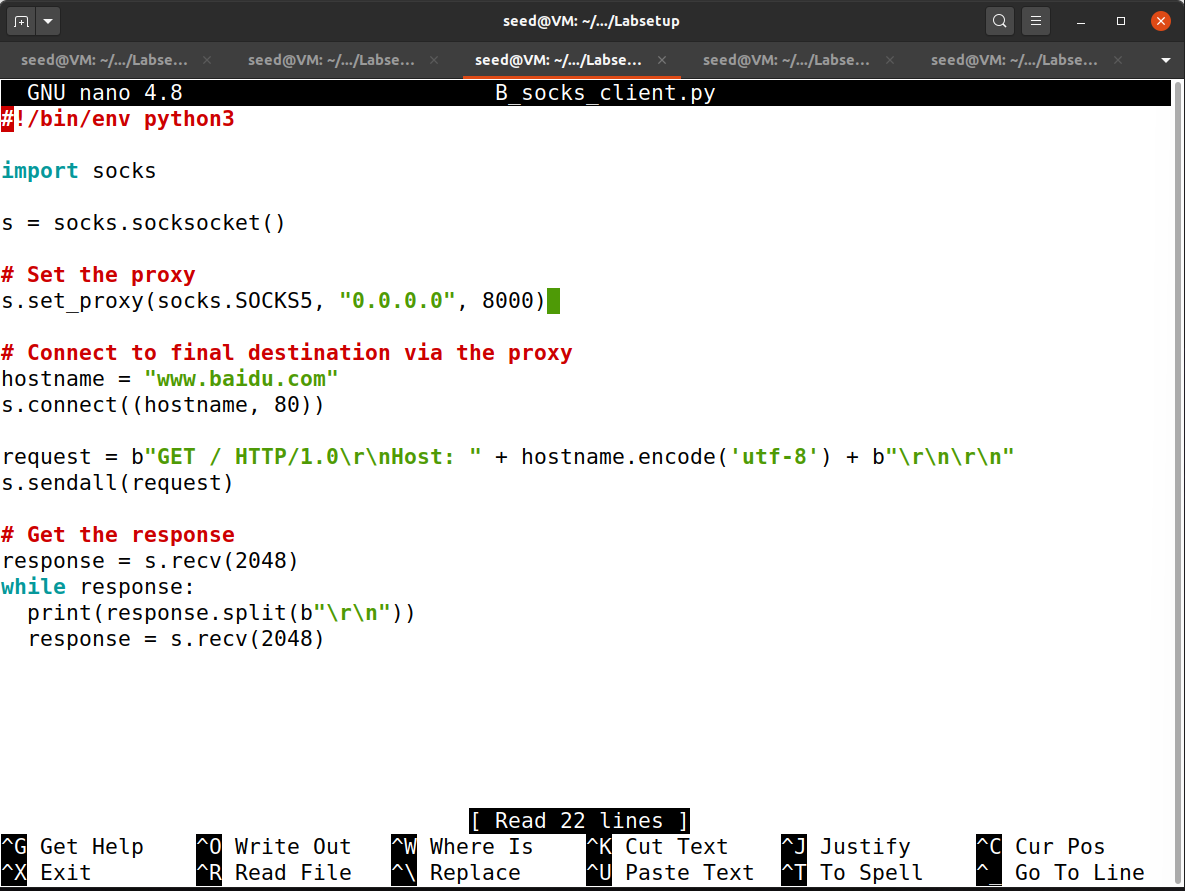 seed@VM: ~/.../Labsetup
seed@VM: ~/.../Labse... seed@VM: ~/.../Labse... seed@VM: ~/.../Labse... seed@VM: ~/.../Labse... seed@VM: ~/.../Labse...
GNU nano 4.8 B_socks_client.py
#!/bin/env python3
import socks
s = socks.socksocket()
# Set the proxy
s.set_proxy(socks.SOCKS5, "0.0.0.0", 8000)
# Connect to final destination via the proxy
hostname = "www.baidu.com"
s.connect((hostname, 80))
request = b"GET / HTTP/1.0\r\nHost: " + hostname.encode('utf-8') + b"\r\n\r\n"
s.sendall(request)
# Get the response
response = s.recv(2048)
while response:
  print(response.split(b"\r\n"))
  response = s.recv(2048)
[ Read 22 lines ]
^G Get Help ^O Write Out ^W Where Is ^K Cut Text ^J Justify ^C Cur Pos
^X Exit ^R Read File ^\ Replace ^U Paste Text ^T To Spell ^_ Go To Line